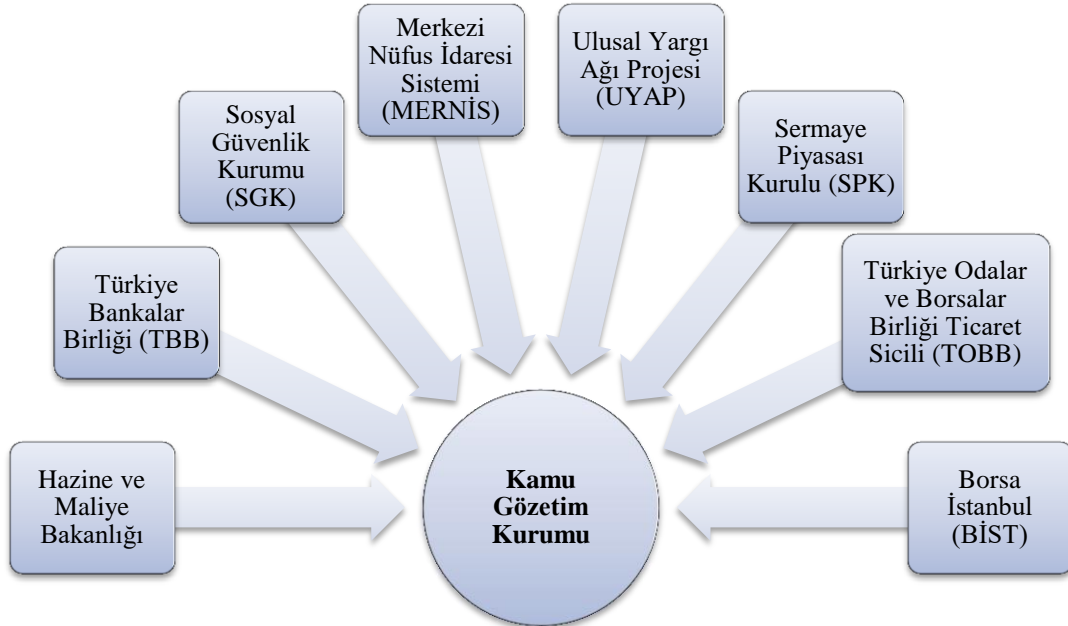 Merkezi
Nüfus İdaresi
Sistemi
(MERNİS)
Ulusal Yargı
Ağı Projesi
(UYAP)
Sosyal
Güvenlik
Kurumu
(SGK)
Sermaye
Piyasası
Kurulu (SPK)
Türkiye
Bankalar
Birliği (TBB)
Türkiye Odalar
ve Borsalar
Birliği Ticaret
Sicili (TOBB)
Hazine ve
Maliye
Bakanlığı
Kamu
Gözetim
Kurumu
Borsa
İstanbul
(BİST)